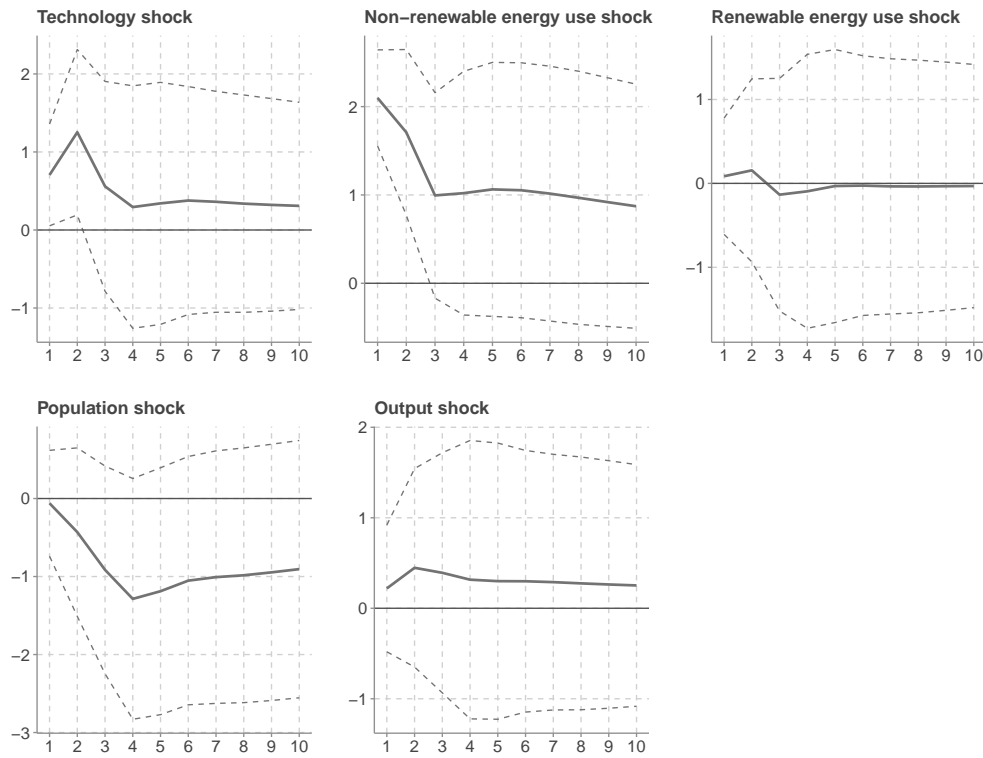 Technology shock
Non−renewable energy use shock
Renewable energy use shock
2
1
0
−1
1 2 3 4 5 6 7 8 9 10
2
1
0
1 2 3 4 5 6 7 8 9 10
1
0
−1
1 2 3 4 5 6 7 8 9 10
Population shock
Output shock
0
−1
−2
−3
1 2 3 4 5 6 7 8 9 10
2
1
0
−1
1 2 3 4 5 6 7 8 9 10